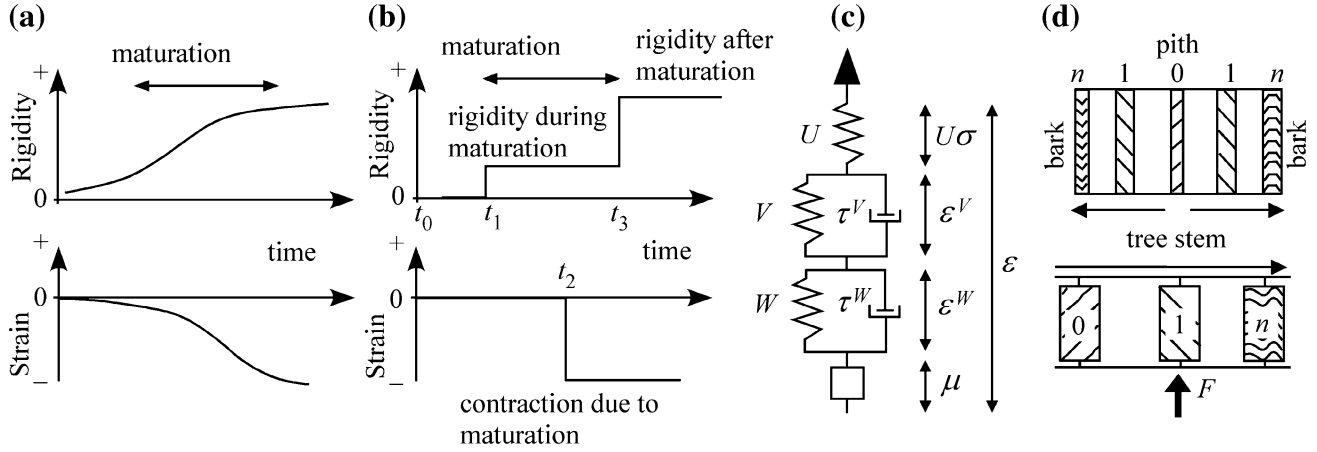 (a)
maturation
+
Rigidity
0
time
+
0
Strain
−
(b)
maturation
rigidity after
maturation
+
Rigidity
rigidity during
maturation
0
t0 t1 t3
time
+
t2
0
Strain
−
contraction due to
maturation
(c)
U
Uσ
V
τV
εV
W
τW
εW
μ
ε
(d)
pith
n 1 0 1 n
bark
bark
tree stem
0 1 n
F